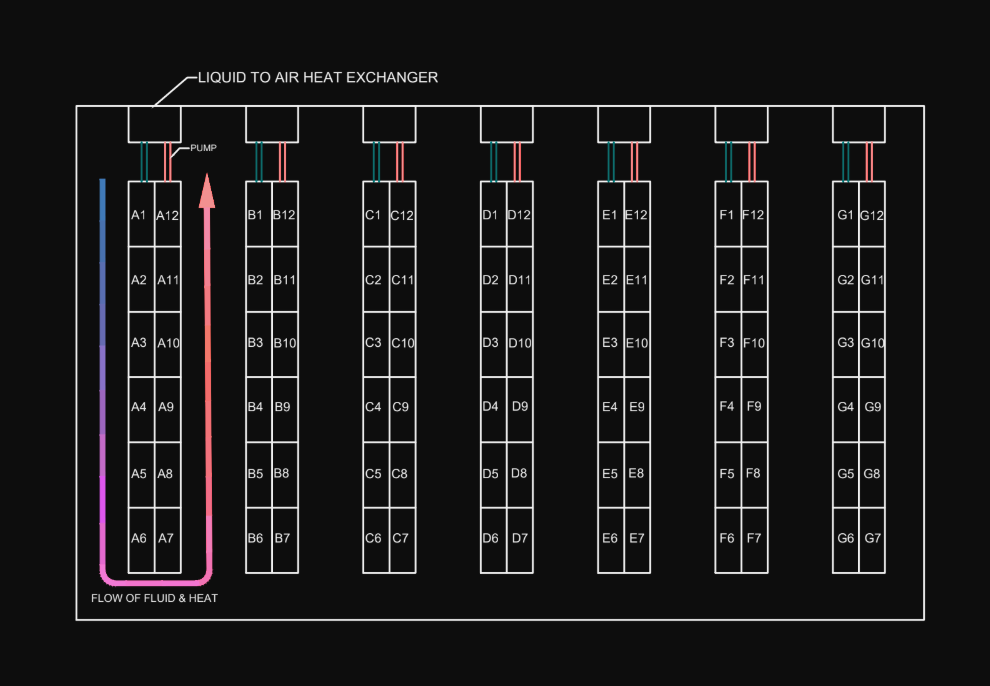 LIQUID TO AIR HEAT EXCHANGER
PUMP
A1 A12 B1 B12 C1 C12 D1 D12 E1 E12 F1 F12 G1 G12
A2 A11 B2 B11 C2 C11 D2 D11 E2 E11 F2 F11 G2 G11
A3 A10 B3 B10 C3 C10 D3 D10 E3 E10 F3 F10 G3 G10
A4 A9 B4 B9 C4 C9 D4 D9 E4 E9 F4 F9 G4 G9
A5 A8 B5 B8 C5 C8 D5 D8 E5 E8 F5 F8 G5 G8
A6 A7 B6 B7 C6 C7 D6 D7 E6 E7 F6 F7 G6 G7
FLOW OF FLUID & HEAT